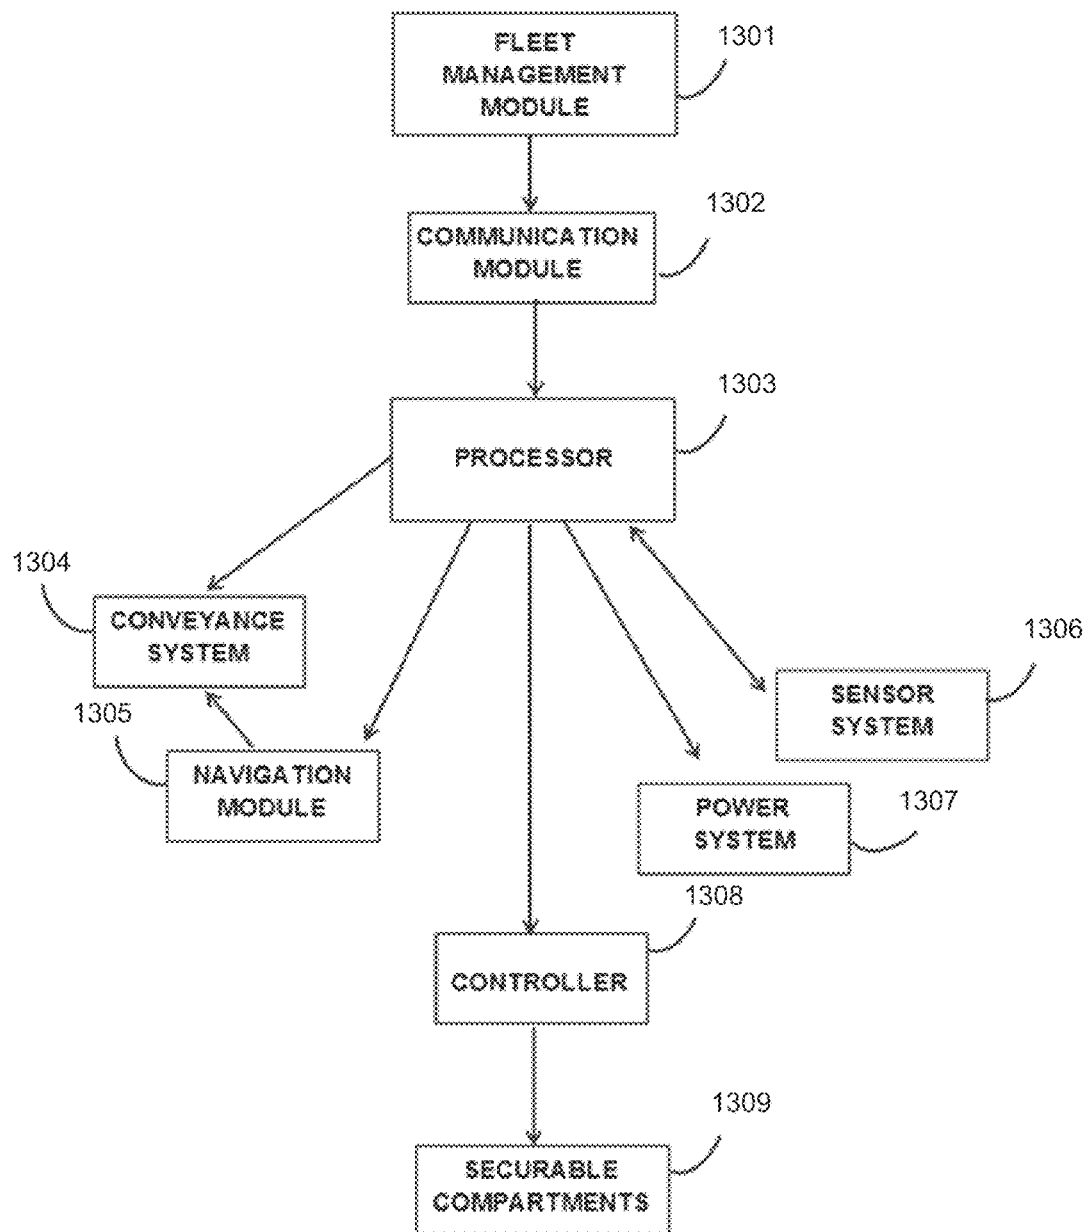 FLEET
MANAGEMENT
MODULE
1301
1302
COMMUNICATION
MODULE
1303
PROCESSOR
1304
CONVEYANCE
SYSTEM
1306
SENSOR
SYSTEM
1305
NAVIGATION
MODULE
1307
POWER
SYSTEM
1308
CONTROLLER
1309
SECURABLE
COMPARTMENTS